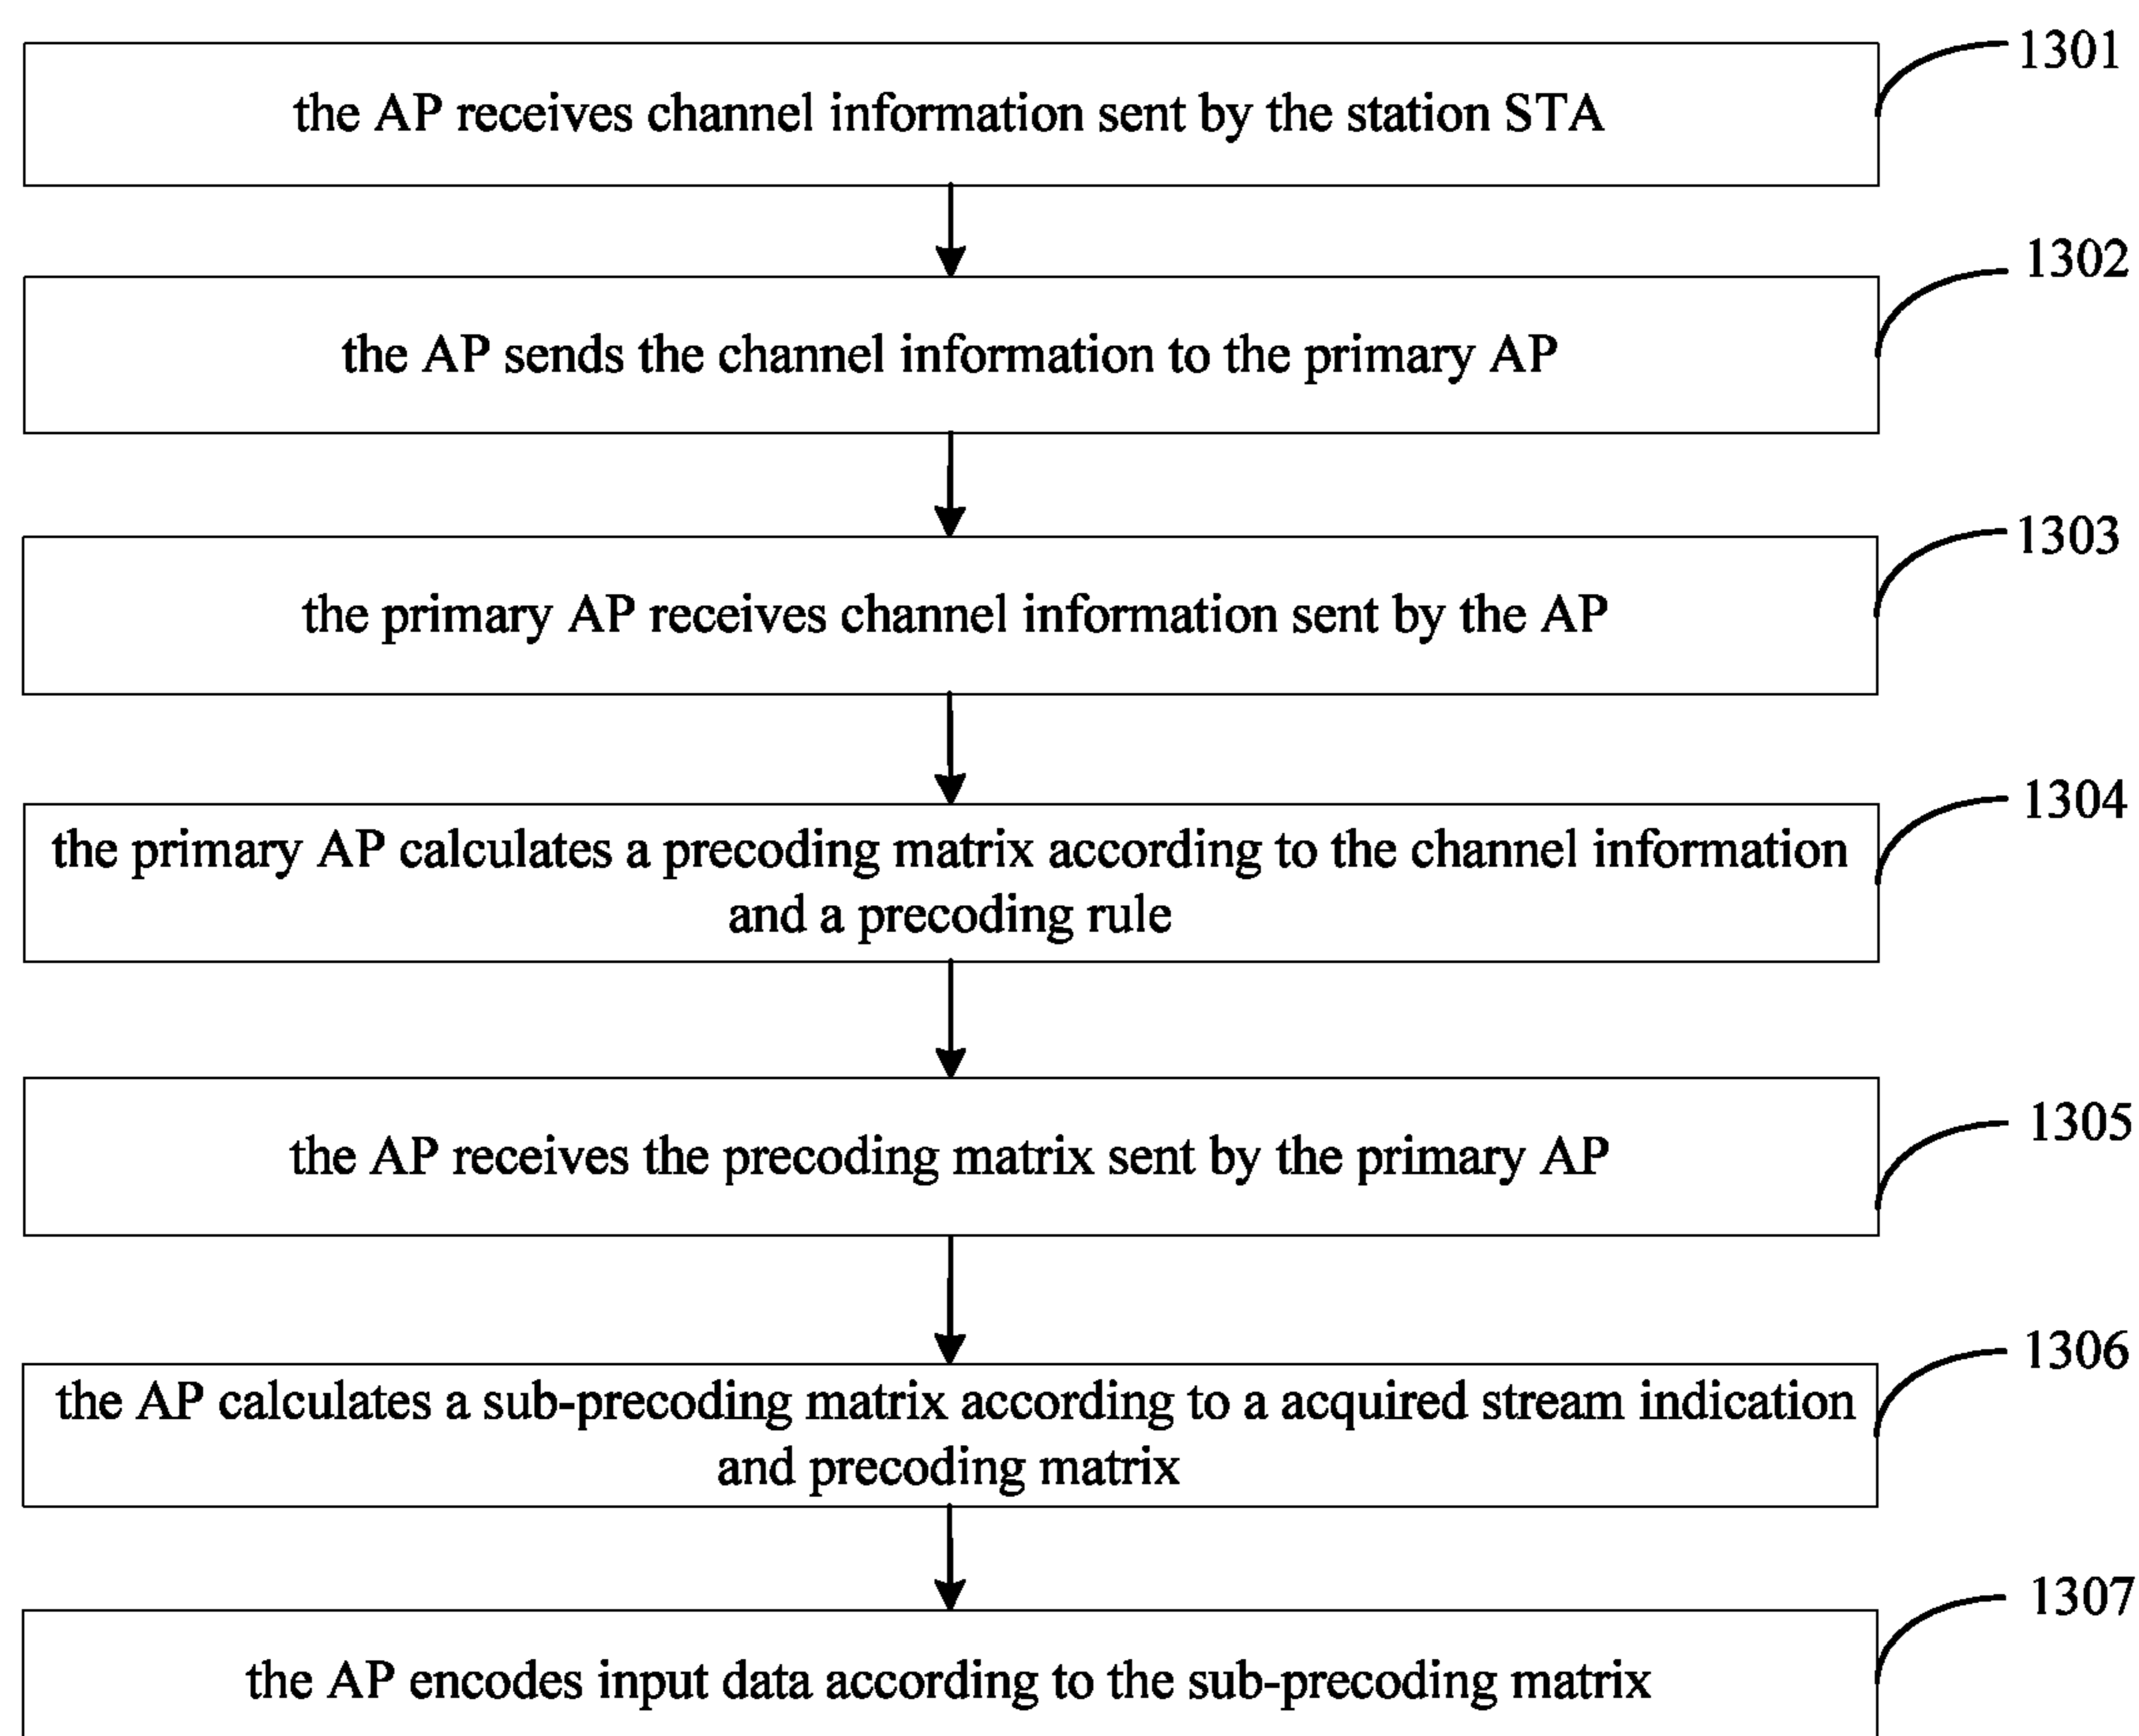 1301
the AP receives channel information sent by the station STA
1302
the AP sends the channel information to the primary AP
1303
the primary AP receives channel information sent by the AP
1304
the primary AP calculates a precoding matrix according to the channel information
and a precoding rule
1305
the AP receives the precoding matrix sent by the primary AP
1306
the AP calculates a sub-precoding matrix according to a acquired stream indication
and precoding matrix
1307
the AP encodes input data according to the sub-precoding matrix